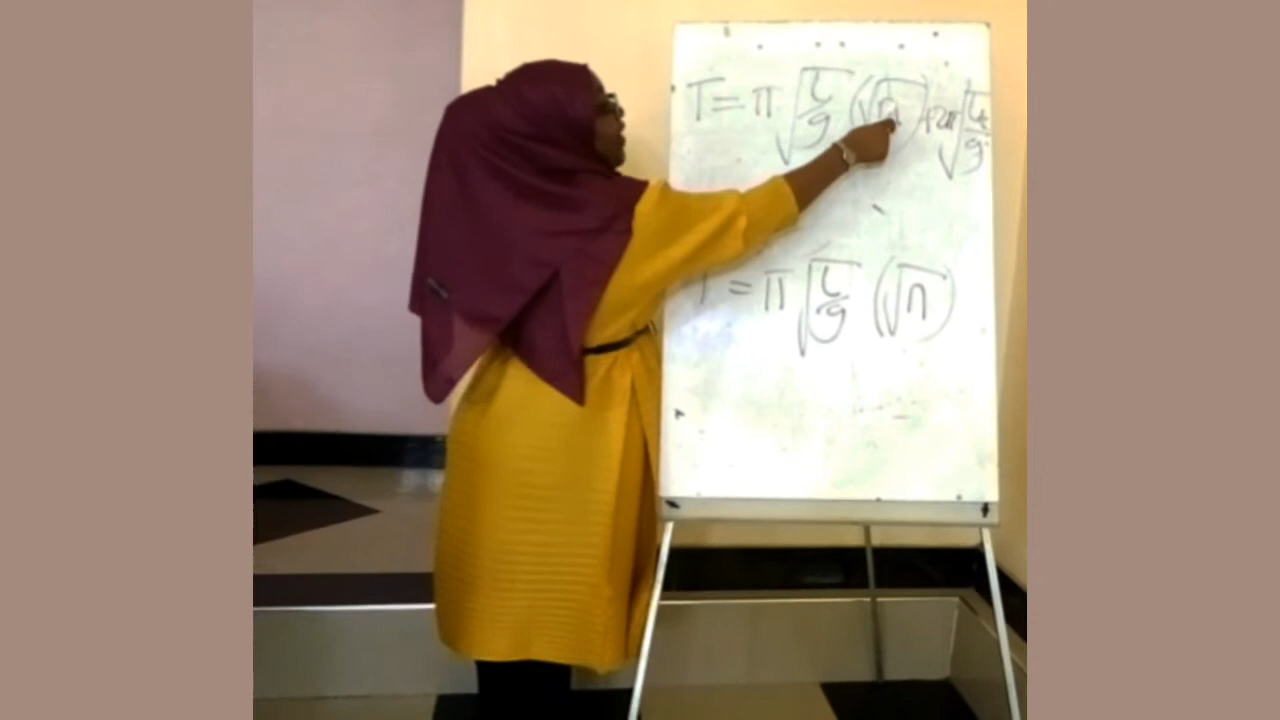 T = π √(L/g) (√n) + 2π √(L/g)
T = π √(L/g) (√n)